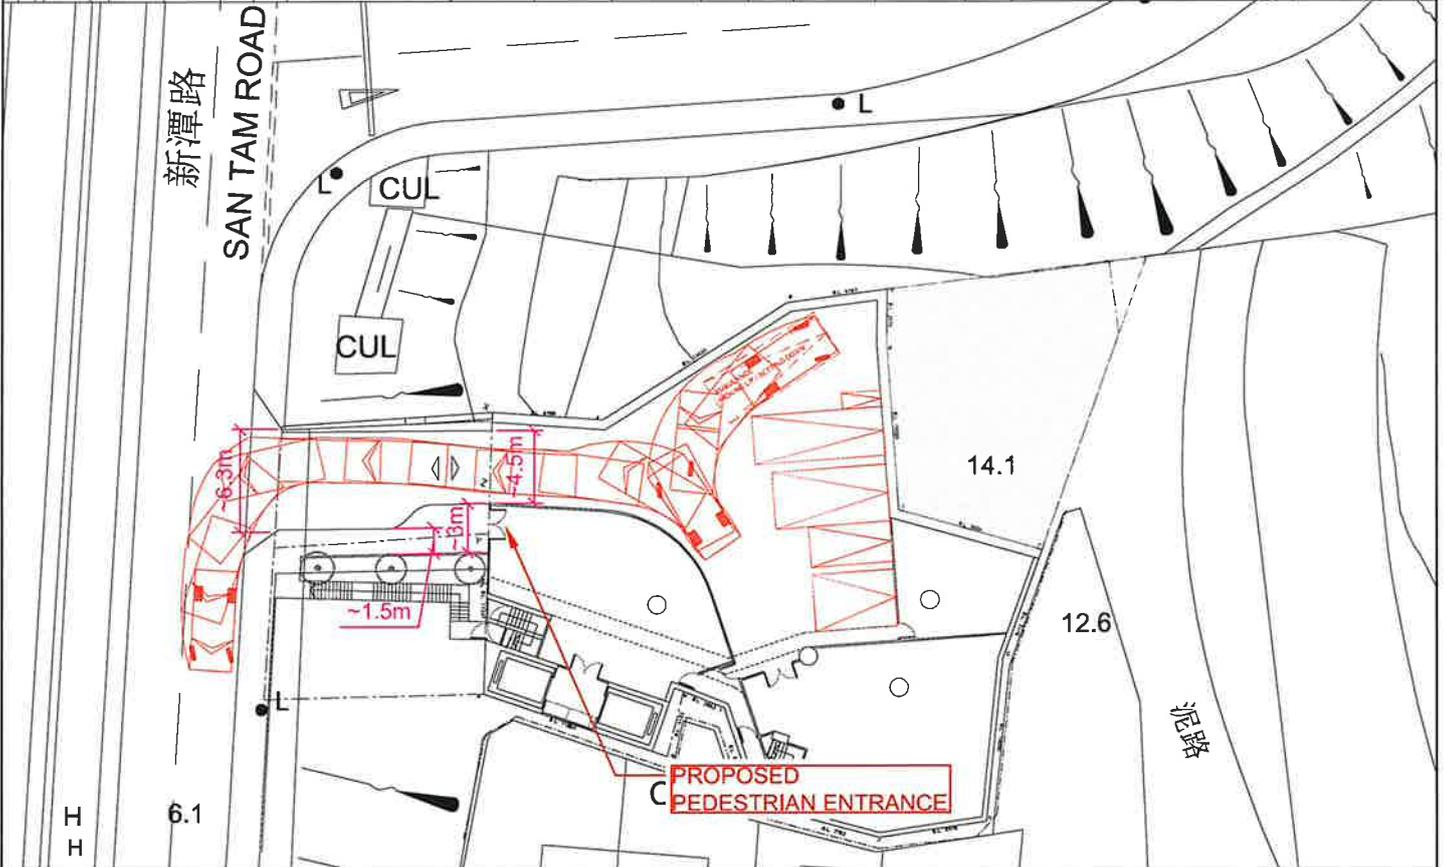 新潭路
SAN TAM ROAD
L
L
CUL
CUL
~6.3m
~4.5m
~3m
~1.5m
14.1
12.6
泥路
L
6.1
H
H
C
PROPOSED
PEDESTRIAN ENTRANCE